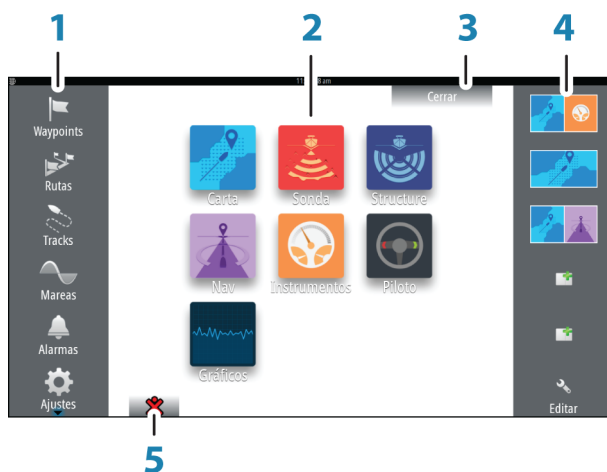 1
2
3
4
am
Cerrar
Waypoints
Rutas
Tracks
Mareas
Alarmas
Ajustes
Carta
Sonda
Structure
Nav
Instrumentos
Piloto
Gráficos
Editar
5